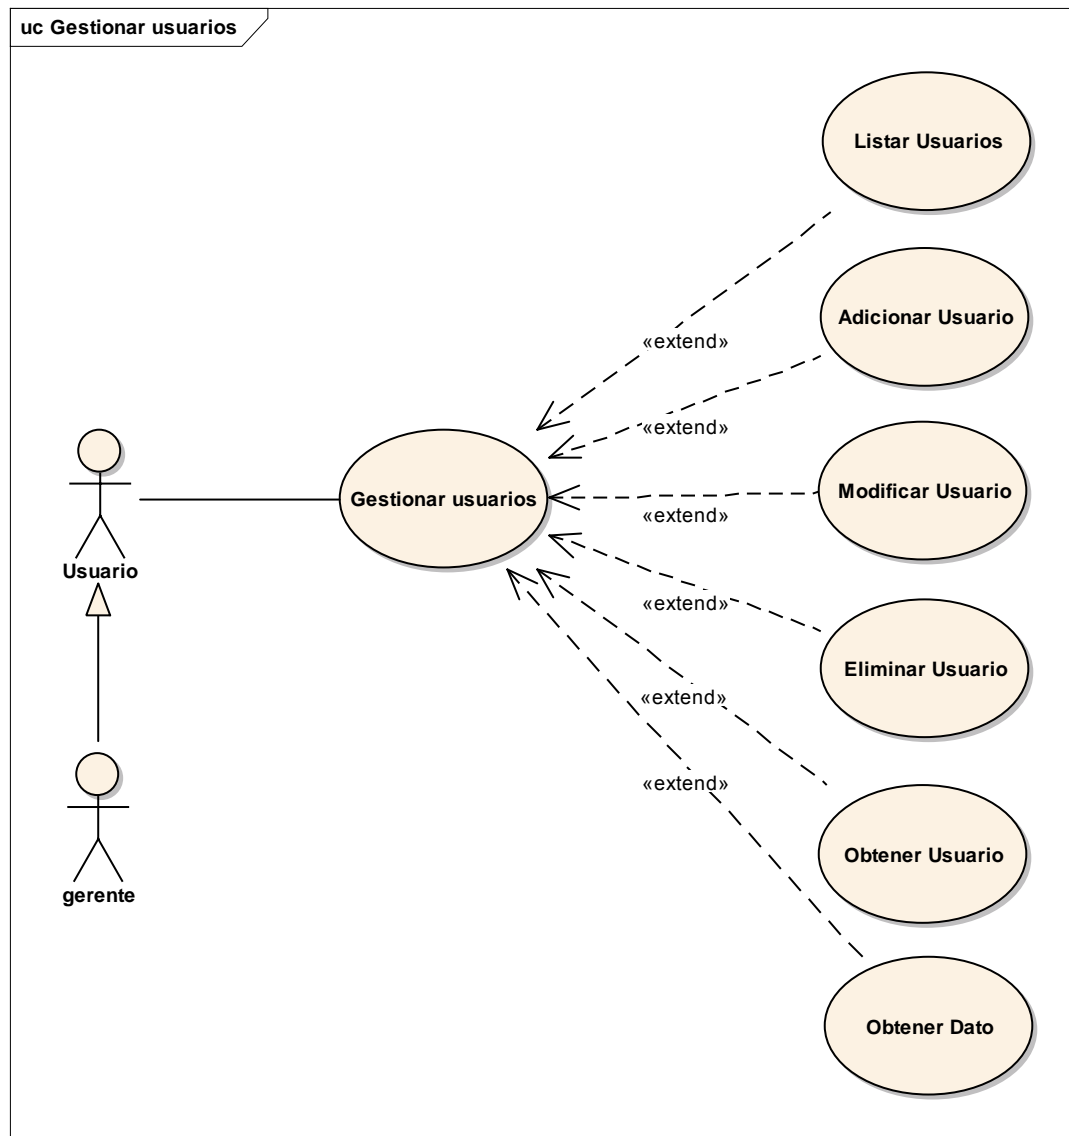 uc Gestionar usuarios
Listar Usuarios
Adicionar Usuario
«extend»
«extend»
Gestionar usuarios
Modificar Usuario
«extend»
Usuario
«extend»
Eliminar Usuario
«extend»
«extend»
Obtener Usuario
gerente
Obtener Dato